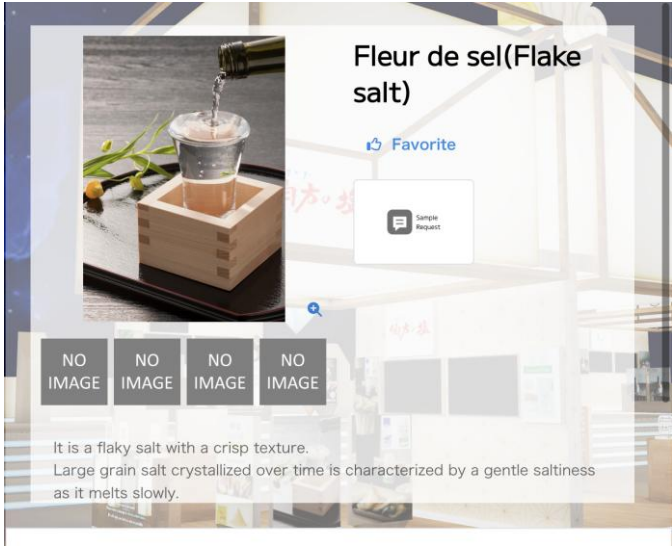 Fleur de sel(Flake
salt)
Favorite
Sample
Request
NO
IMAGE
NO
IMAGE
NO
IMAGE
NO
IMAGE
It is a flaky salt with a crisp texture.
Large grain salt crystallized over time is characterized by a gentle saltiness
as it melts slowly.